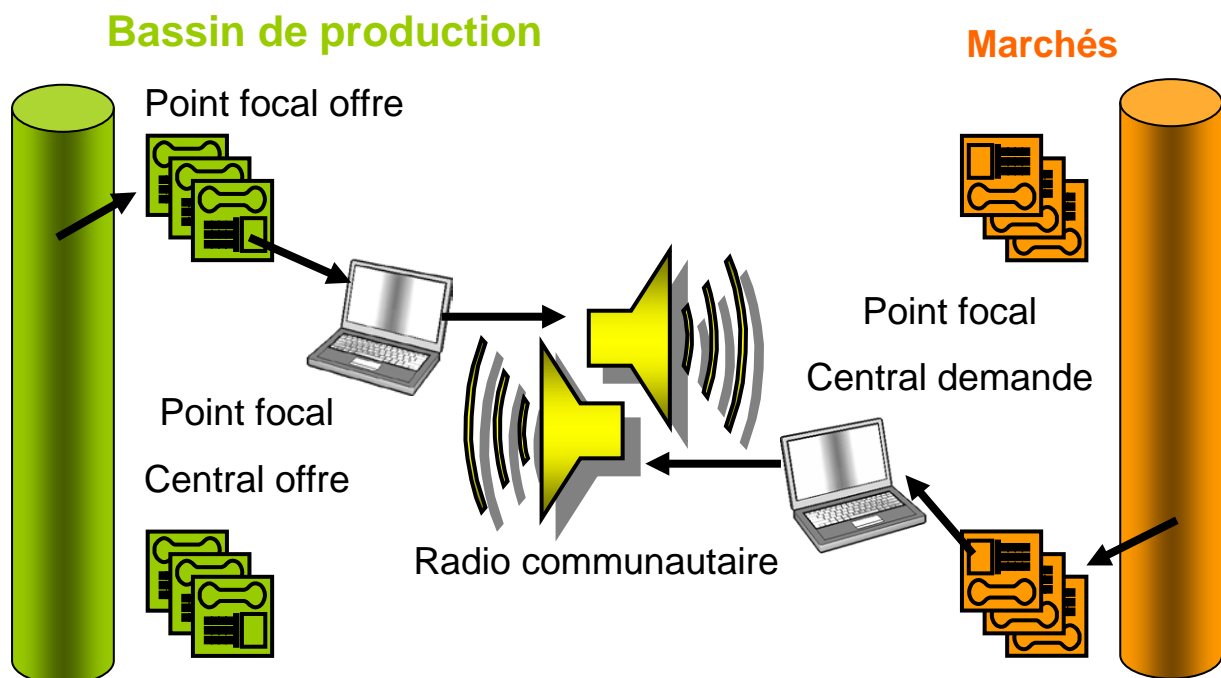 Bassin de production
Marchés
Point focal offre
Point focal
Central demande
Point focal
Central offre
Radio communautaire